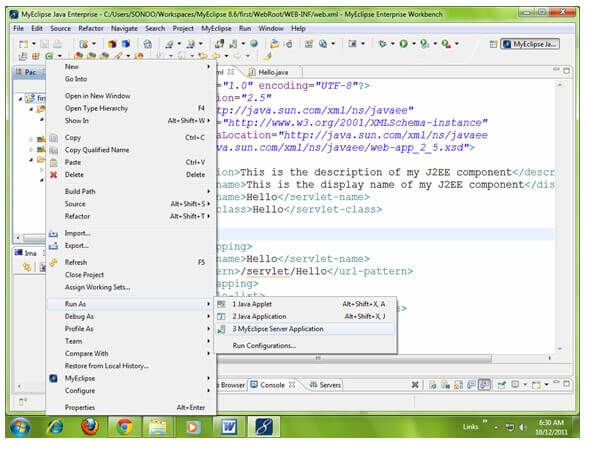 MyEclipse Java Enterprise - C:/Users/SONOO/Workspaces/MyEclipse 8.6/first/WebRoot/WEB-INF/web.xml - MyEclipse Enterprise Workbench
File Edit Source Refactor Navigate Search Project MyEclipse Run Window Help
MyEclipse Ja...
Pac
ml Hello.java
New
Go Into
Open in New Window
Open Type Hierarchy F4
Show In Alt+Shift+W
Copy Ctrl+C
Copy Qualified Name
Paste Ctrl+V
Delete Delete
Build Path
Source Alt+Shift+S
Refactor Alt+Shift+T
Import...
Export...
Refresh F5
Close Project
Assign Working Sets...
Run As
Debug As
Profile As
Team
Compare With
Restore from Local History...
MyEclipse
Configure
Properties Alt+Enter
="1.0" encoding="UTF-8"?>
on="2.5"
tp://java.sun.com/xml/ns/javaee"
="http://www.w3.org/2001/XMLSchema-instance"
aLocation="http://java.sun.com/xml/ns/javaee
va.sun.com/xml/ns/javaee/web-app_2_5.xsd">
ion>This is the description of my J2EE component</descr
name>This is the display name of my J2EE component</dis
name>Hello</servlet-name>
class>Hello</servlet-class>
pping>
name>Hello</servlet-name>
ern>/servlet/Hello</url-pattern>
apping>
1 Java Applet Alt+Shift+X, A
2 Java Application Alt+Shift+X, J
3 MyEclipse Server Application
Run Configurations...
Ima
Browser Console Servers
Links
6:30 AM
10/12/2011